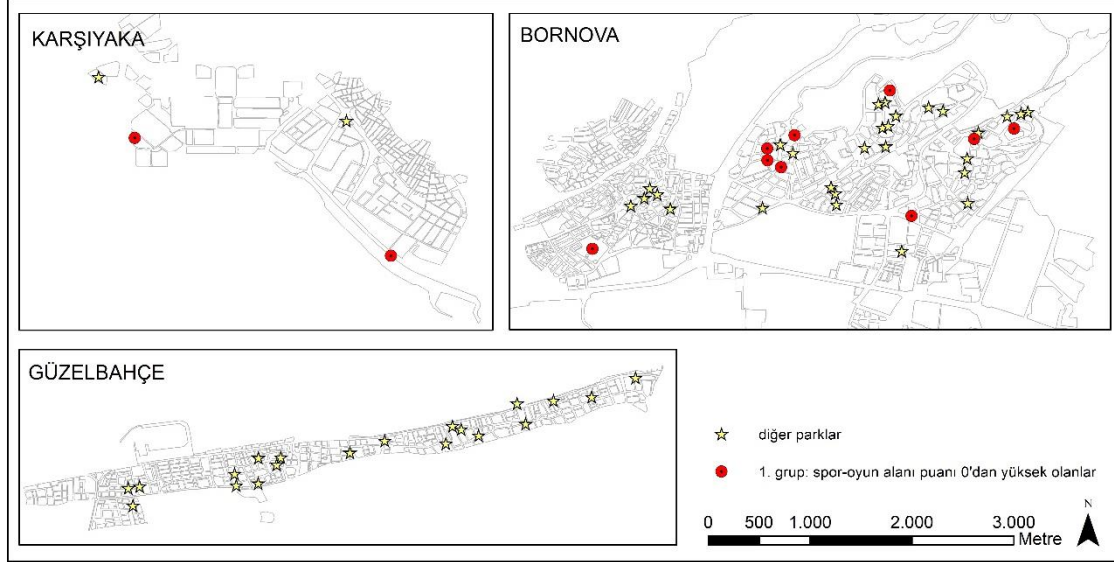 KARŞIYAKA
BORNOVA
GÜZELBAHÇE
diğer parklar
1. grup: spor-oyun alanı puanı 0'dan yüksek olanlar
N
0 500 1.000 2.000 3.000
Metre